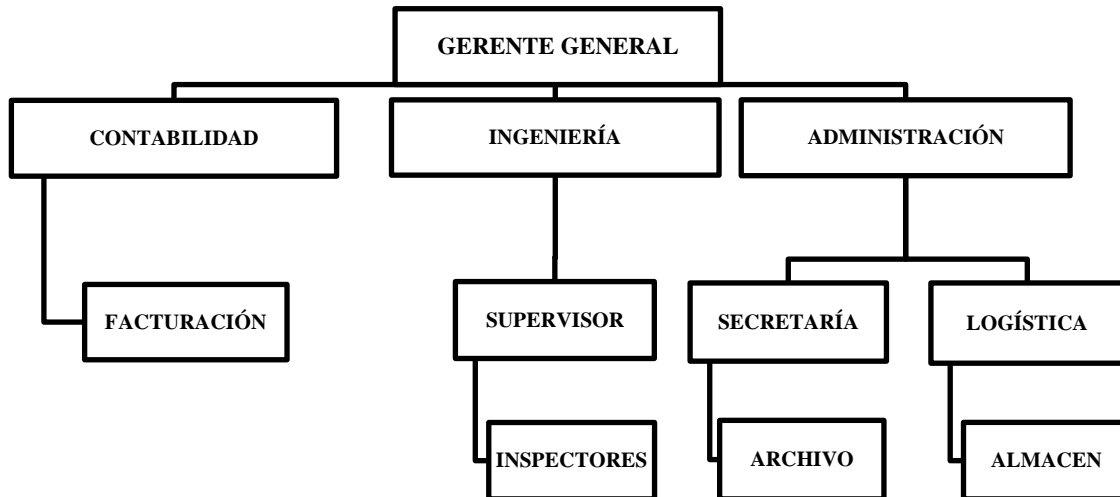 GERENTE GENERAL
CONTABILIDAD
INGENIERÍA
ADMINISTRACIÓN
FACTURACIÓN
SUPERVISOR
SECRETARÍA
LOGÍSTICA
INSPECTORES
ARCHIVO
ALMACEN